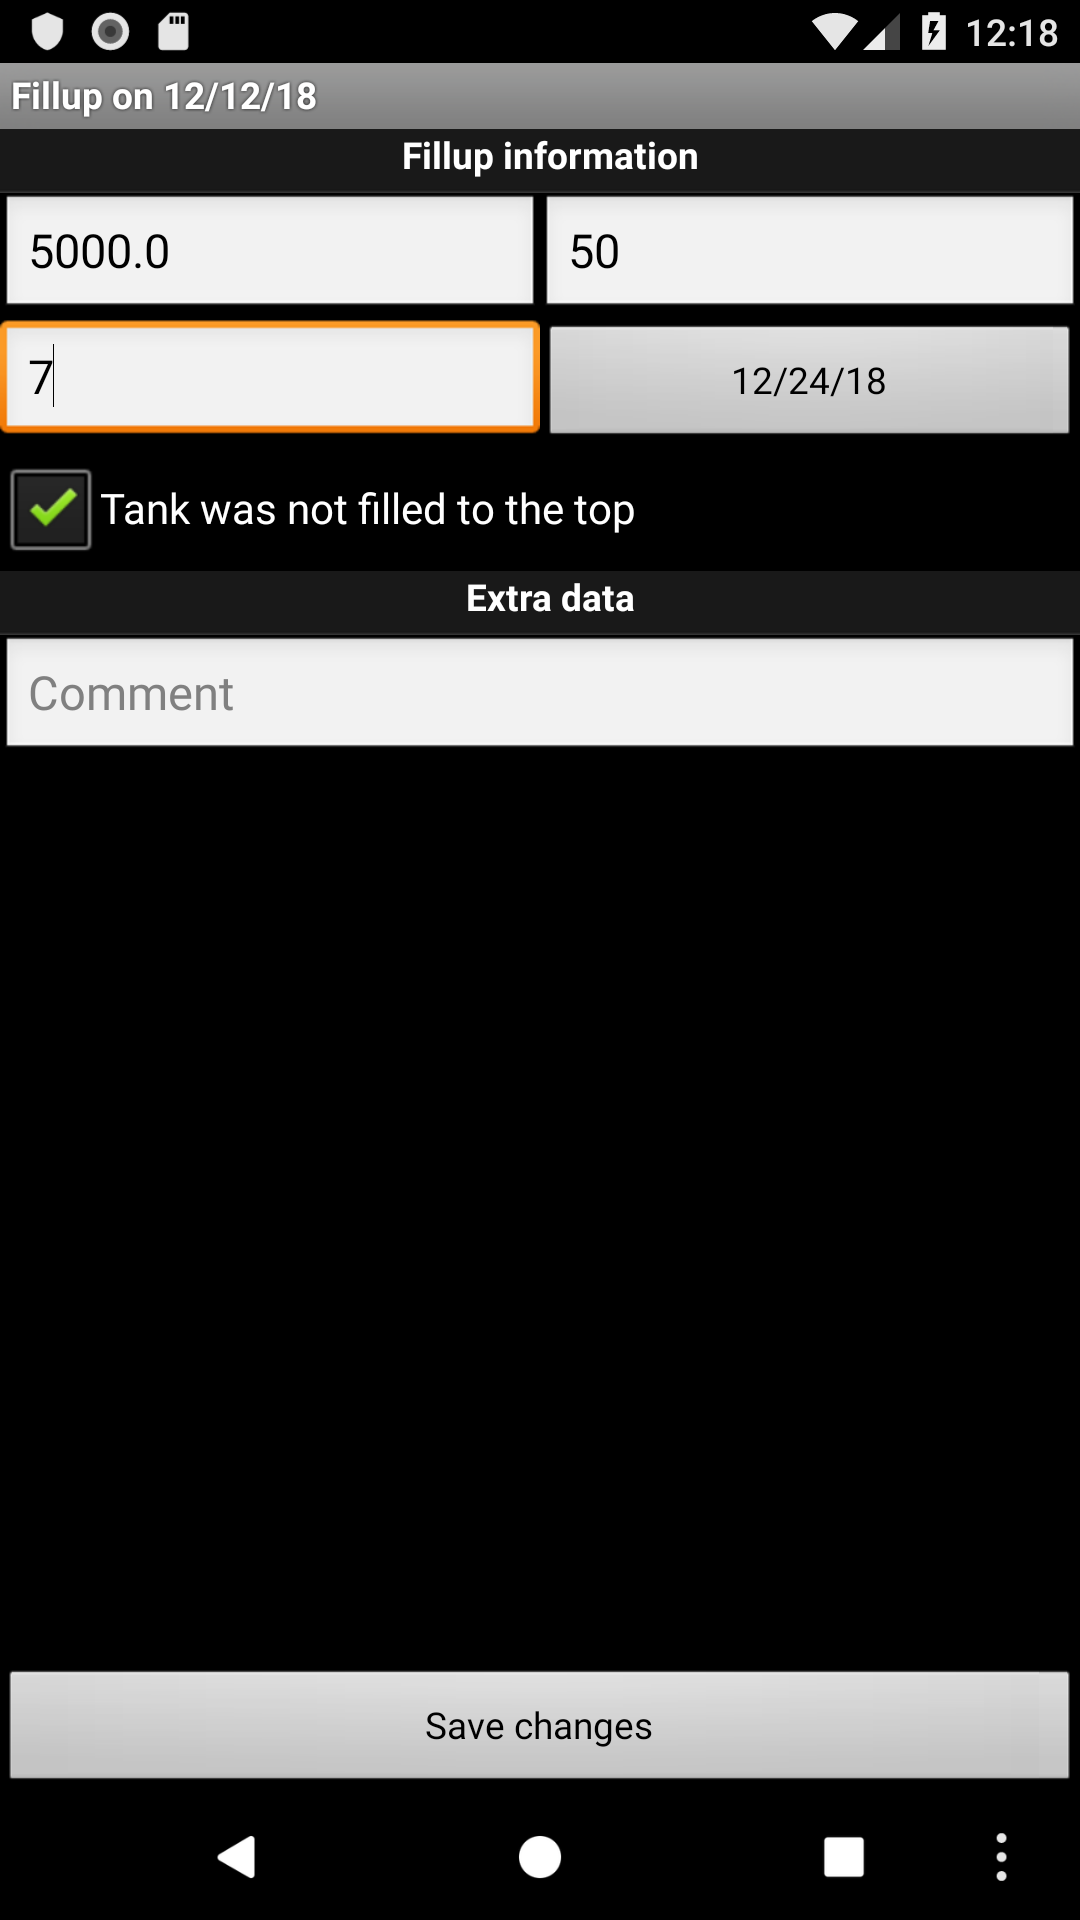 12:18
Fillup on 12/12/18
Fillup information
5000.0
50
7
12/24/18
Tank was not filled to the top
Extra data
Comment
Save changes